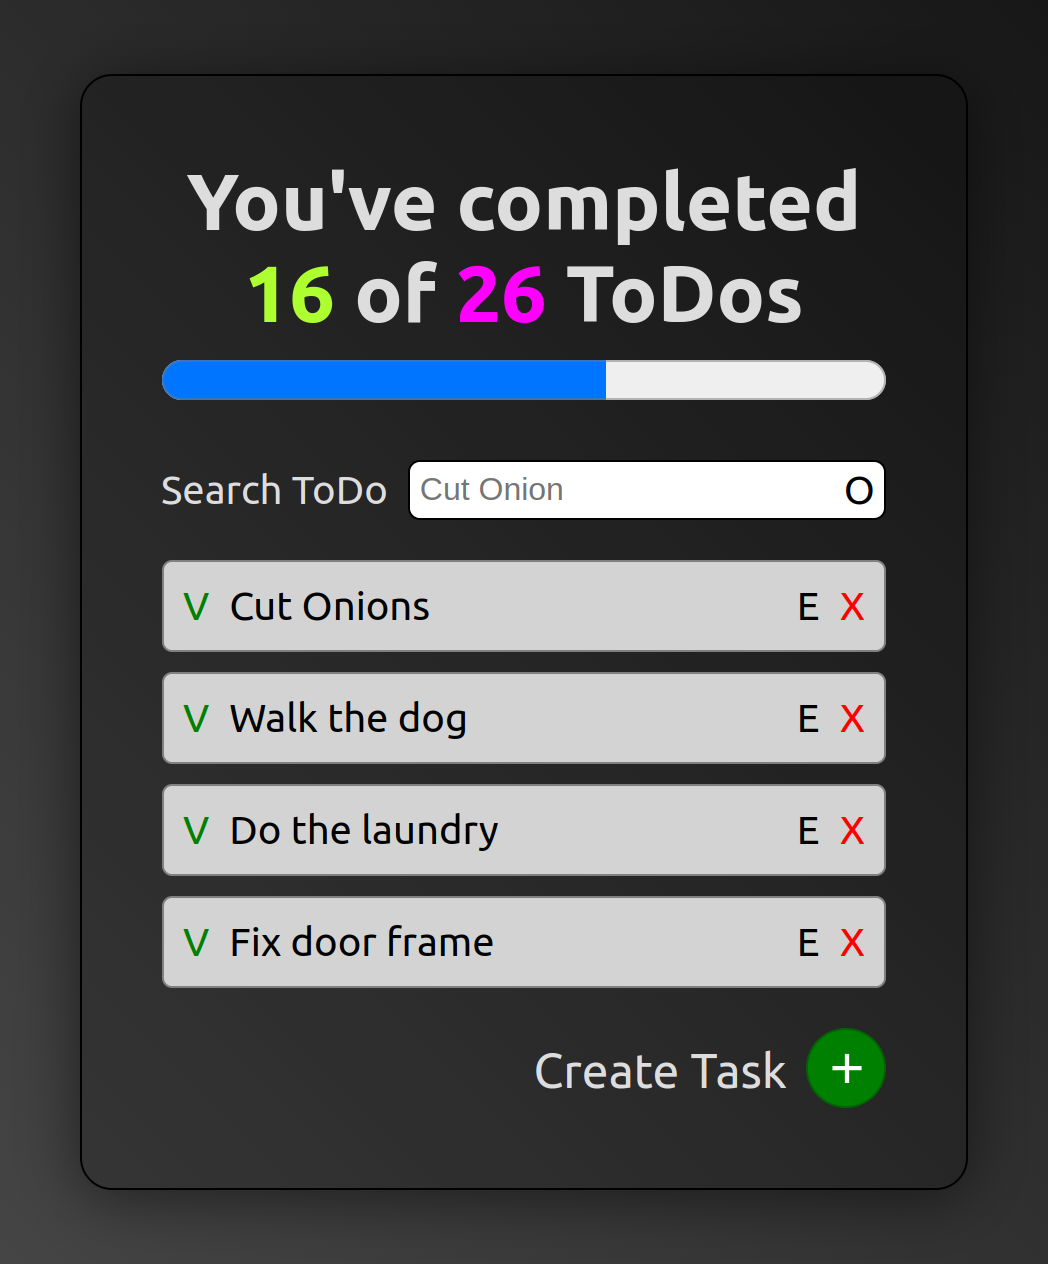 You've completed
16 of 26 ToDos
Search ToDo Cut Onion O
V Cut Onions E X
V Walk the dog E X
V Do the laundry E X
V Fix door frame E X
Create Task +